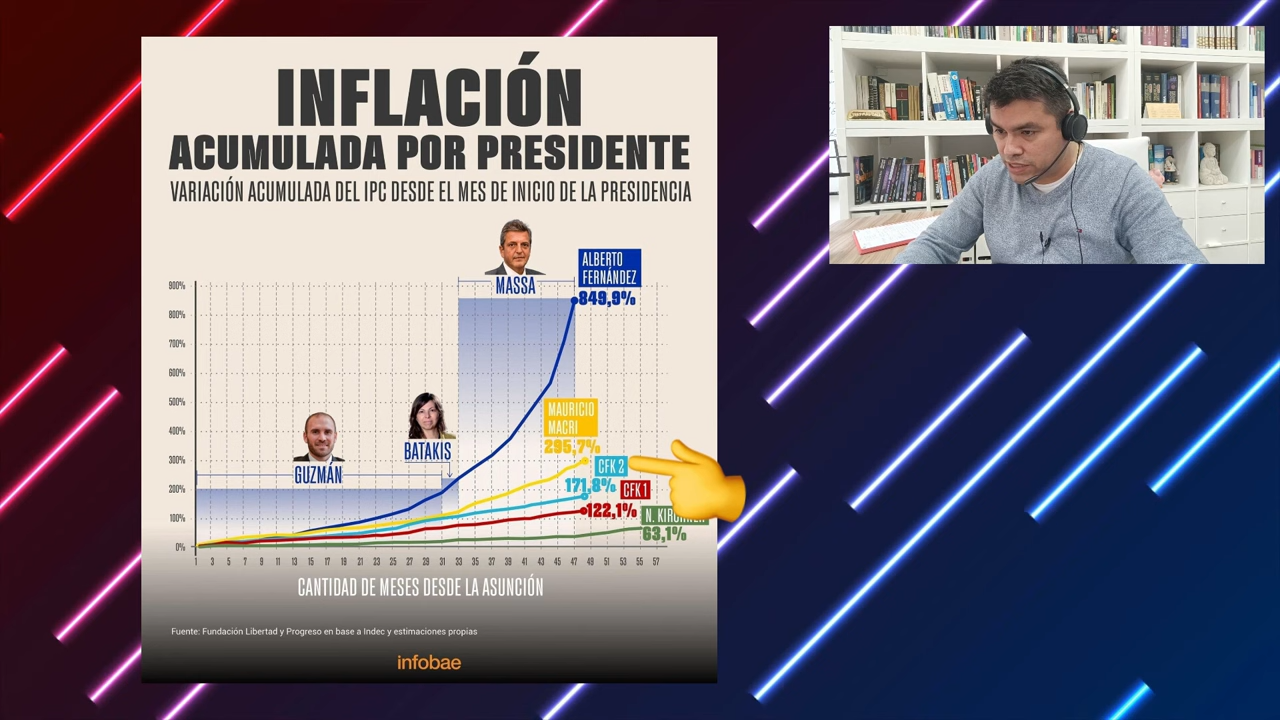 INFLACIÓN
ACUMULADA POR PRESIDENTE
VARIACIÓN ACUMULADA DEL IPC DESDE EL MES DE INICIO DE LA PRESIDENCIA
MASSA
ALBERTO
FERNÁNDEZ
849,9%
900%
800%
700%
600%
500%
400%
300%
200%
100%
0%
MAURICIO
MACRI
295,7%
BATAKIS
GUZMÁN
CFK 2
171,8%
CFK 1
122,1%
N. KIRCHNER
63,1%
1 3 5 7 9 11 13 15 17 19 21 23 25 27 29 31 33 35 37 39 41 43 45 47 49 51 53 55 57
CANTIDAD DE MESES DESDE LA ASUNCIÓN
Fuente: Fundación Libertad y Progreso en base a Indec y estimaciones propias
infobae